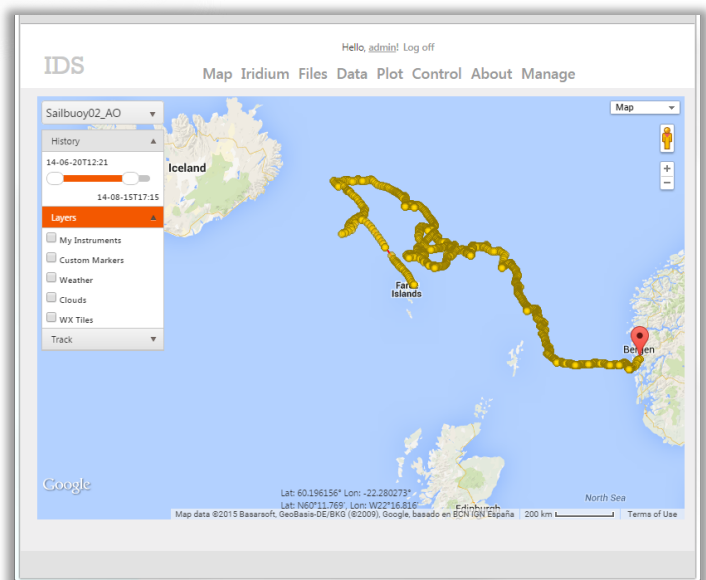 Hello, admin! Log off
IDS
Map Iridium Files Data Plot Control About Manage
Sailbuoy02_AO
Map
History
14-06-20T12:21
14-08-15T17:15
Layers
My Instruments
Custom Markers
Weather
Clouds
WX Tiles
Track
Iceland
Islands
Google
Lat: 60.196156° Lon: -22.280273°
Lat: N60°11.769', Lon: W22°16.816'
Edinburgh
North Sea
Map data ©2015 Basarsoft, GeoBasis-DE/BKG (©2009), Google, basado en BCN IGN España
200 km
Terms of Use